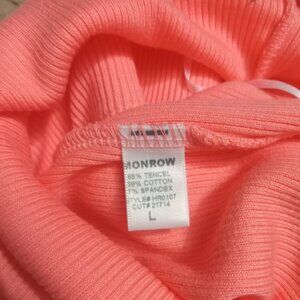 MONROW
65% TENCEL
28% COTTON
7% SPANDEX
STYLE# HR0107
CUT# 21714
L